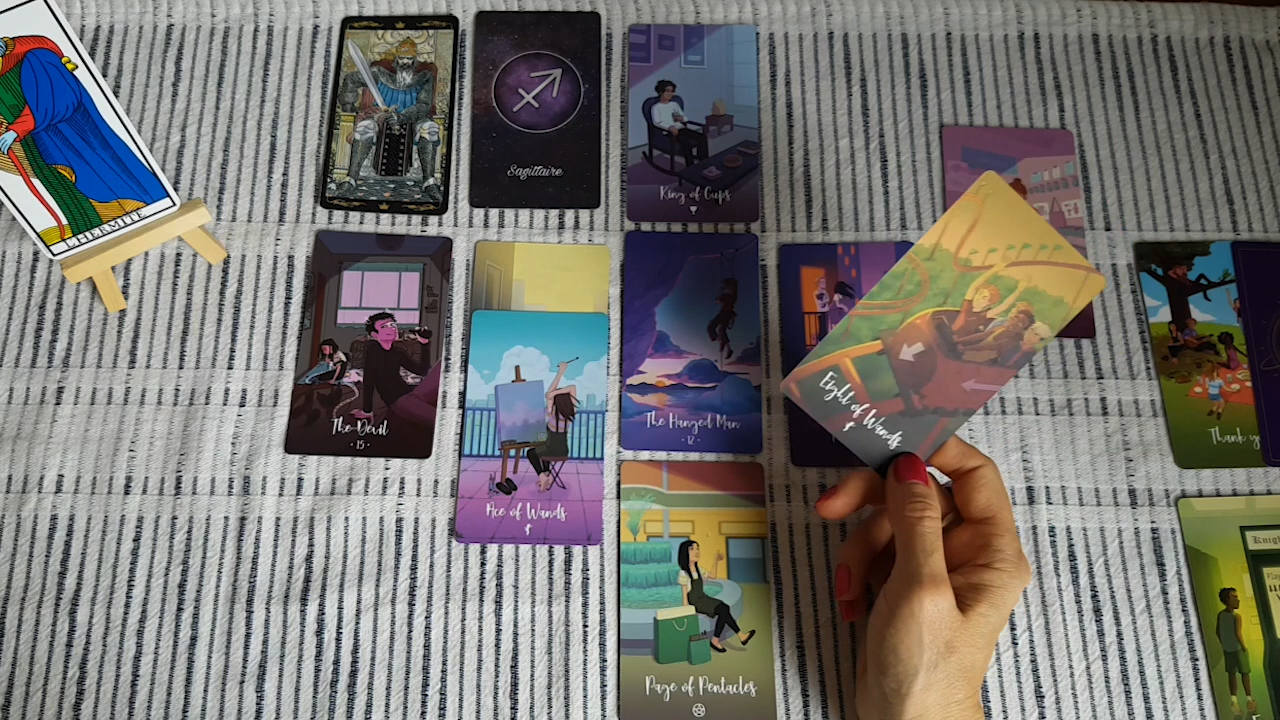 L'HERMITE
Sagittaire
King of Cups
The Devil
· 15 ·
Ace of Wands
The Hanged Man
· 12 ·
Eight of Wands
Page of Pentacles
Thank y
Knigh